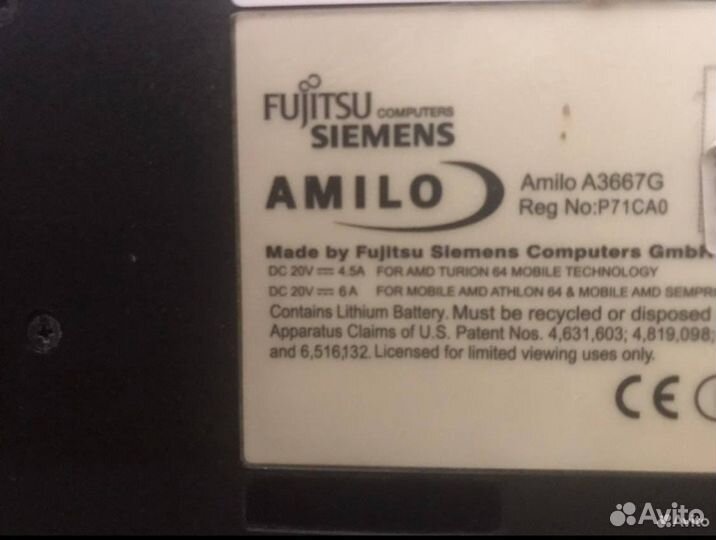 FUJITSU COMPUTERS
SIEMENS
AMILO
Amilo A3667G
Reg No:P71CA0
Made by Fujitsu Siemens Computers GmbH
DC 20V ⎓ 4.5A FOR AMD TURION 64 MOBILE TECHNOLOGY
DC 20V ⎓ 6A FOR MOBILE AMD ATHLON 64 & MOBILE AMD SEMPR
Contains Lithium Battery. Must be recycled or disposed
Apparatus Claims of U.S. Patent Nos. 4,631,603; 4,819,098;
and 6,516,132. Licensed for limited viewing uses only.
CE
Avito
Avito